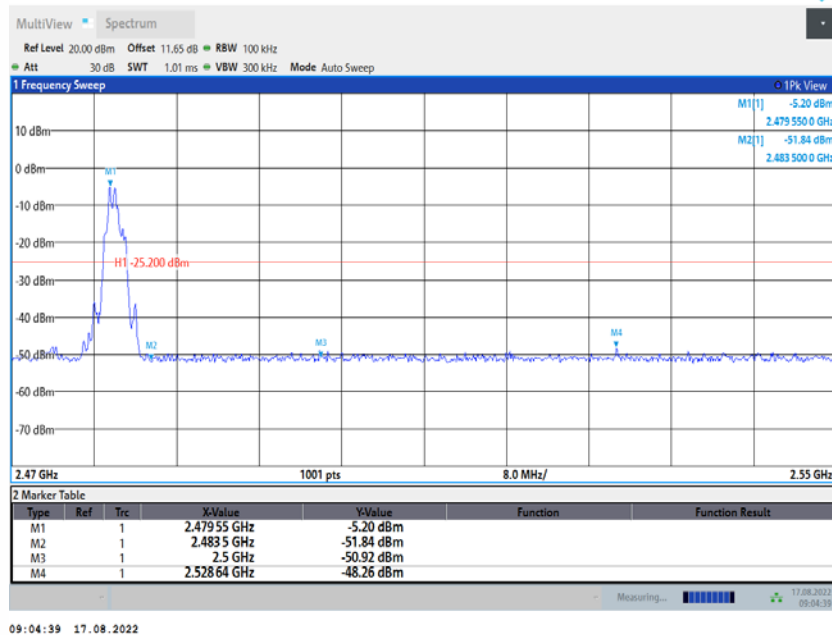 MultiView Spectrum
Ref Level 20.00 dBm Offset 11.65 dB RBW 100 kHz
Att 30 dB SWT 1.01 ms VBW 300 kHz Mode Auto Sweep
1 Frequency Sweep 1Pk View
M1[1] -5.20 dBm
2.479 550 0 GHz
M2[1] -51.84 dBm
2.483 500 0 GHz
10 dBm
0 dBm
M1
-10 dBm
-20 dBm
H1 -25.200 dBm
-30 dBm
-40 dBm
M2 M3 M4
-50 dBm
-60 dBm
-70 dBm
2.47 GHz 1001 pts 8.0 MHz/ 2.55 GHz
2 Marker Table
Type Ref Trc X-Value Y-Value Function Function Result
M1 1 2.479 55 GHz -5.20 dBm
M2 1 2.483 5 GHz -51.84 dBm
M3 1 2.5 GHz -50.92 dBm
M4 1 2.528 64 GHz -48.26 dBm
Measuring... 17.08.2022
09:04:39
09:04:39 17.08.2022